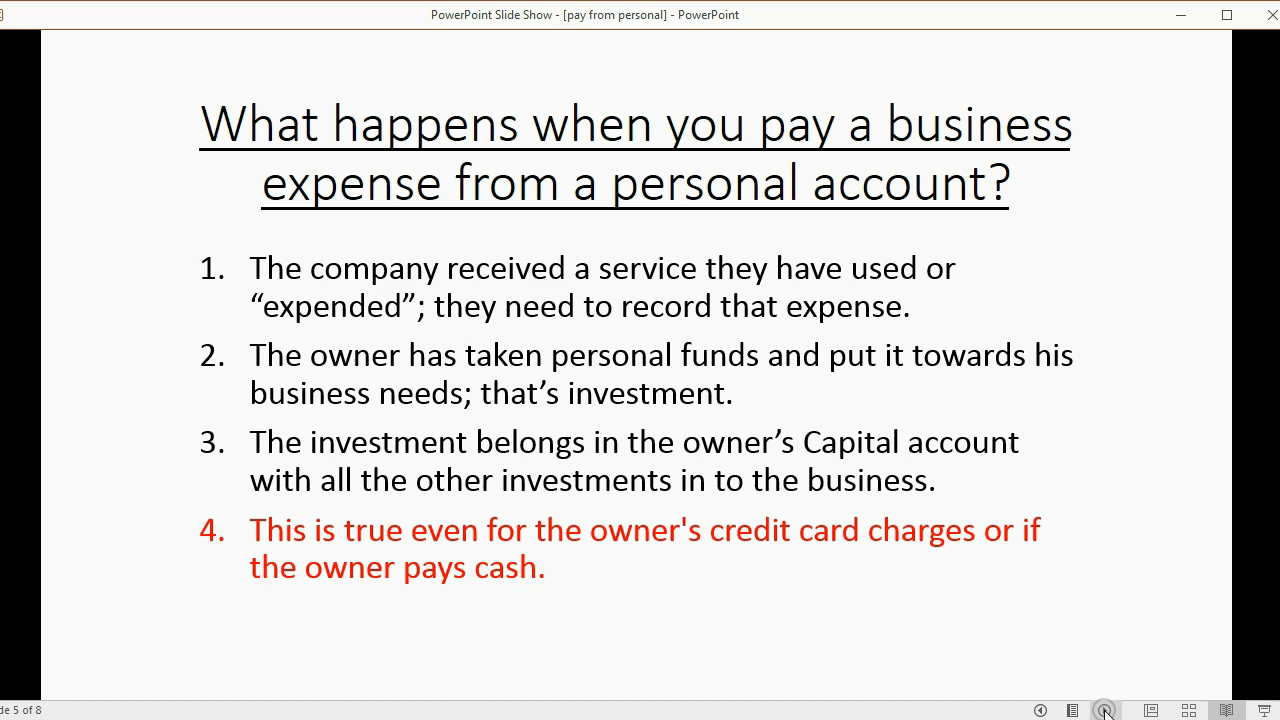 PowerPoint Slide Show - [pay from personal] - PowerPoint
What happens when you pay a business
expense from a personal account?
1. The company received a service they have used or
“expended”; they need to record that expense.
2. The owner has taken personal funds and put it towards his
business needs; that’s investment.
3. The investment belongs in the owner’s Capital account
with all the other investments in to the business.
4. This is true even for the owner's credit card charges or if
the owner pays cash.
de 5 of 8